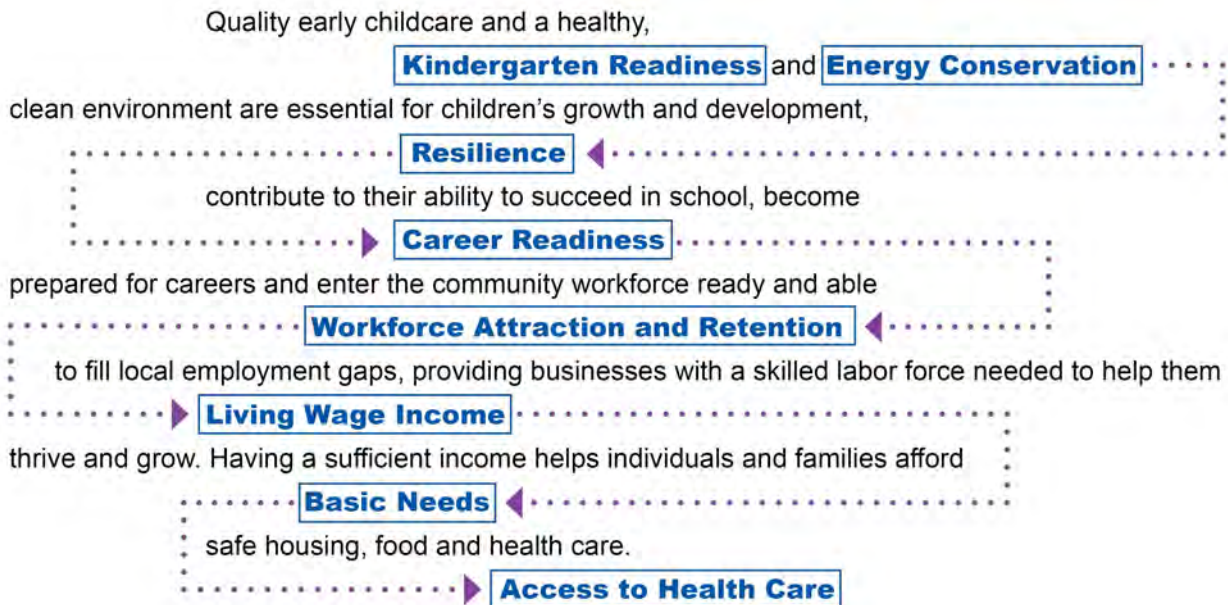 Quality early childcare and a healthy,
Kindergarten Readiness and Energy Conservation
clean environment are essential for children’s growth and development,
Resilience
contribute to their ability to succeed in school, become
Career Readiness
prepared for careers and enter the community workforce ready and able
Workforce Attraction and Retention
to fill local employment gaps, providing businesses with a skilled labor force needed to help them
Living Wage Income
thrive and grow. Having a sufficient income helps individuals and families afford
Basic Needs
safe housing, food and health care.
Access to Health Care